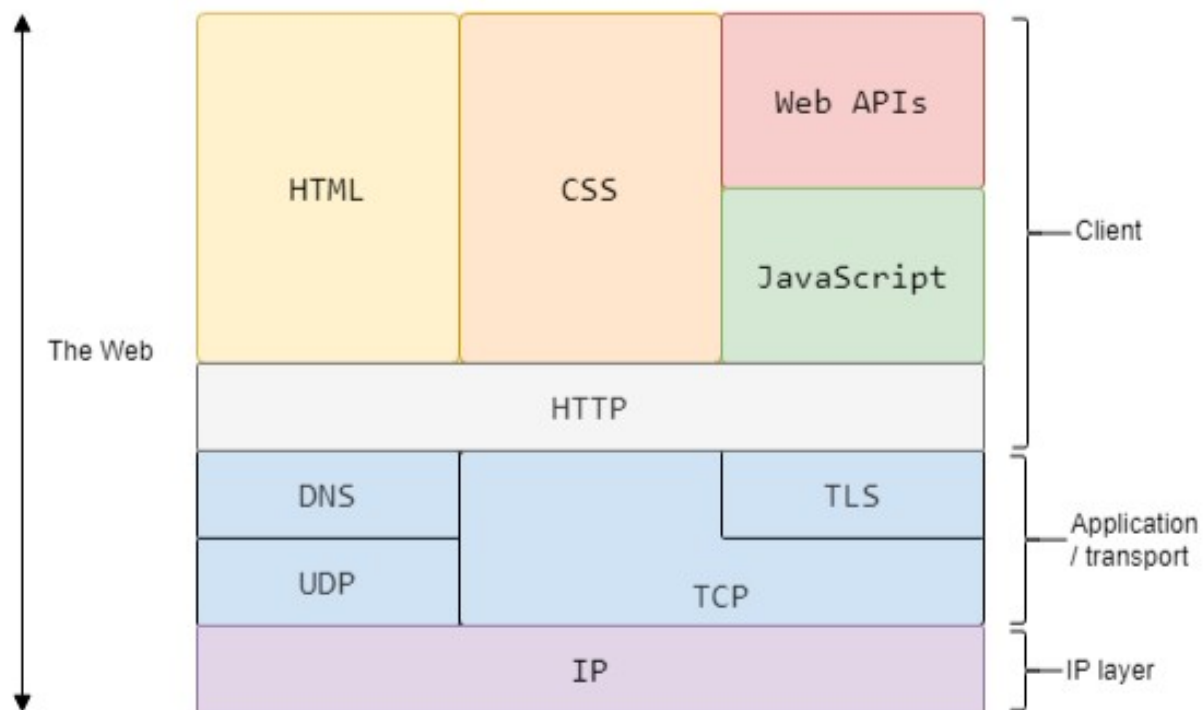 Web APIs
HTML
CSS
Client
JavaScript
The Web
HTTP
DNS
TLS
Application
/ transport
UDP
TCP
IP
IP layer